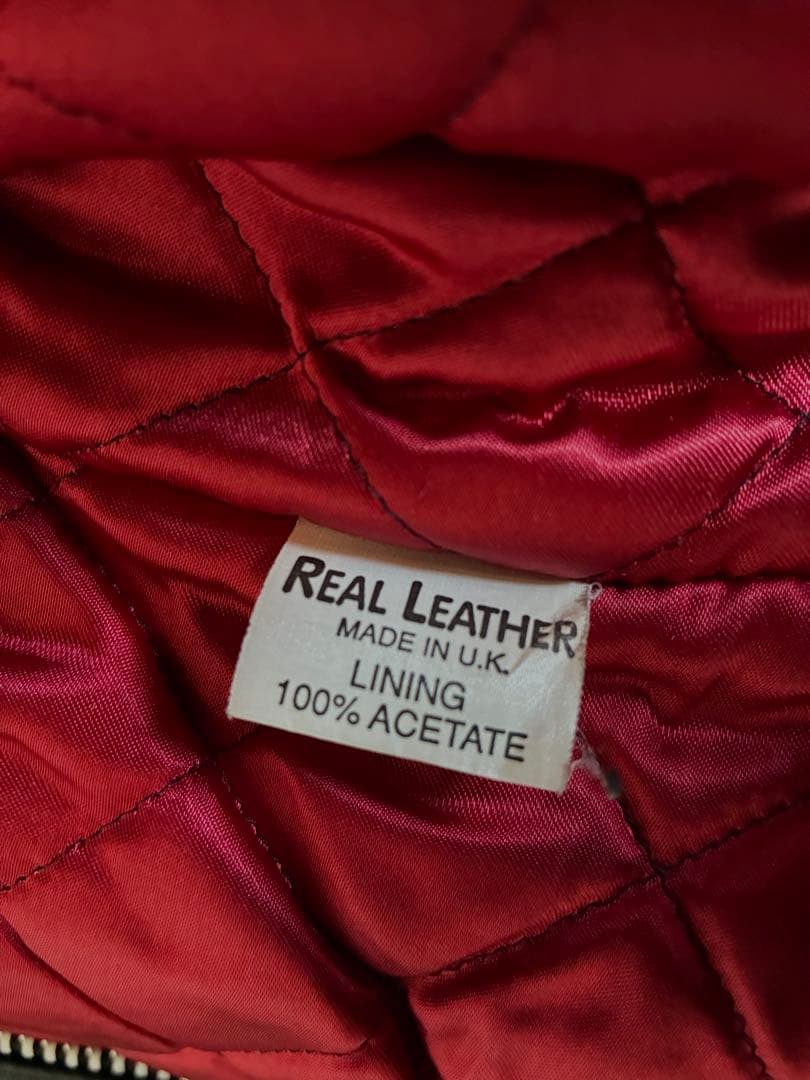 REAL LEATHER
MADE IN U.K.
LINING
100% ACETATE